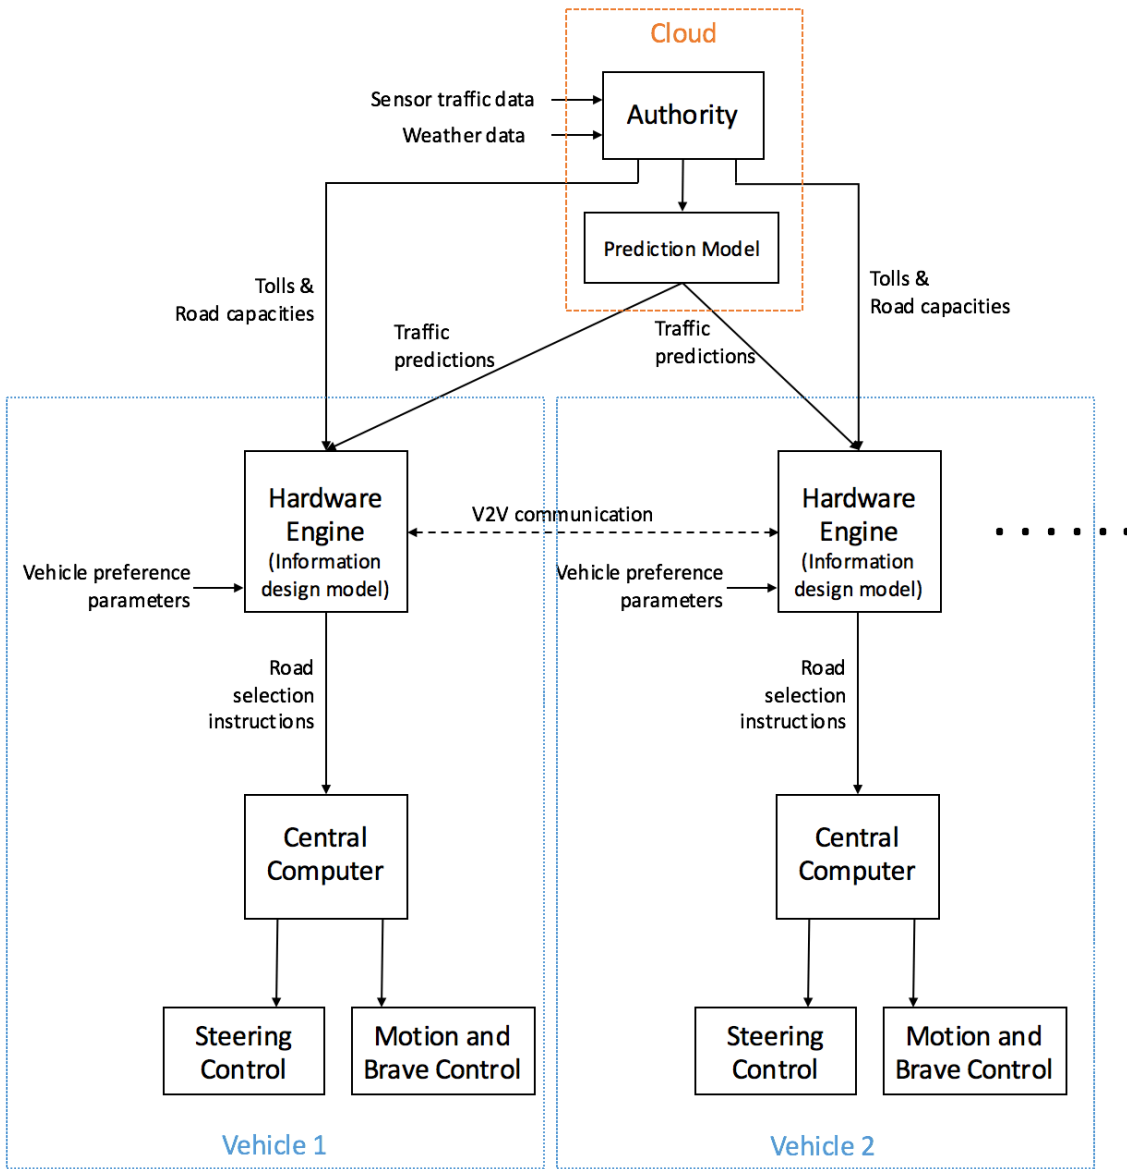 Cloud
Sensor traffic data
Weather data
Authority
Prediction Model
Tolls &
Road capacities
Traffic
predictions
Traffic
predictions
Tolls &
Road capacities
Hardware
Engine
(Information
design model)
V2V communication
Hardware
Engine
(Information
design model)
Vehicle preference
parameters
Vehicle preference
parameters
Road
selection
instructions
Road
selection
instructions
Central
Computer
Central
Computer
Steering
Control
Motion and
Brave Control
Steering
Control
Motion and
Brave Control
Vehicle 1
Vehicle 2